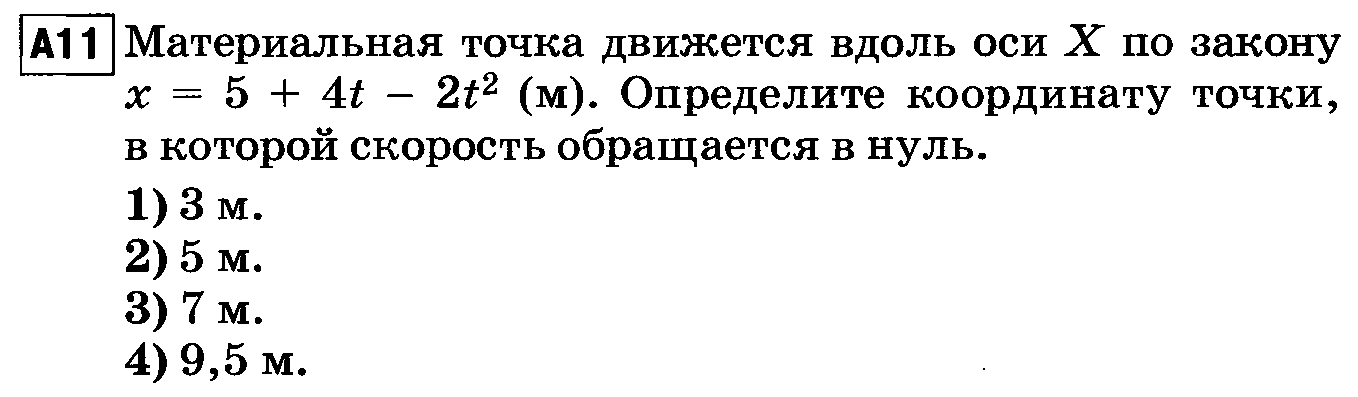 А11 Материальная точка движется вдоль оси X по закону
x = 5 + 4t − 2t² (м). Определите координату точки,
в которой скорость обращается в нуль.
1) 3 м.
2) 5 м.
3) 7 м.
4) 9,5 м.